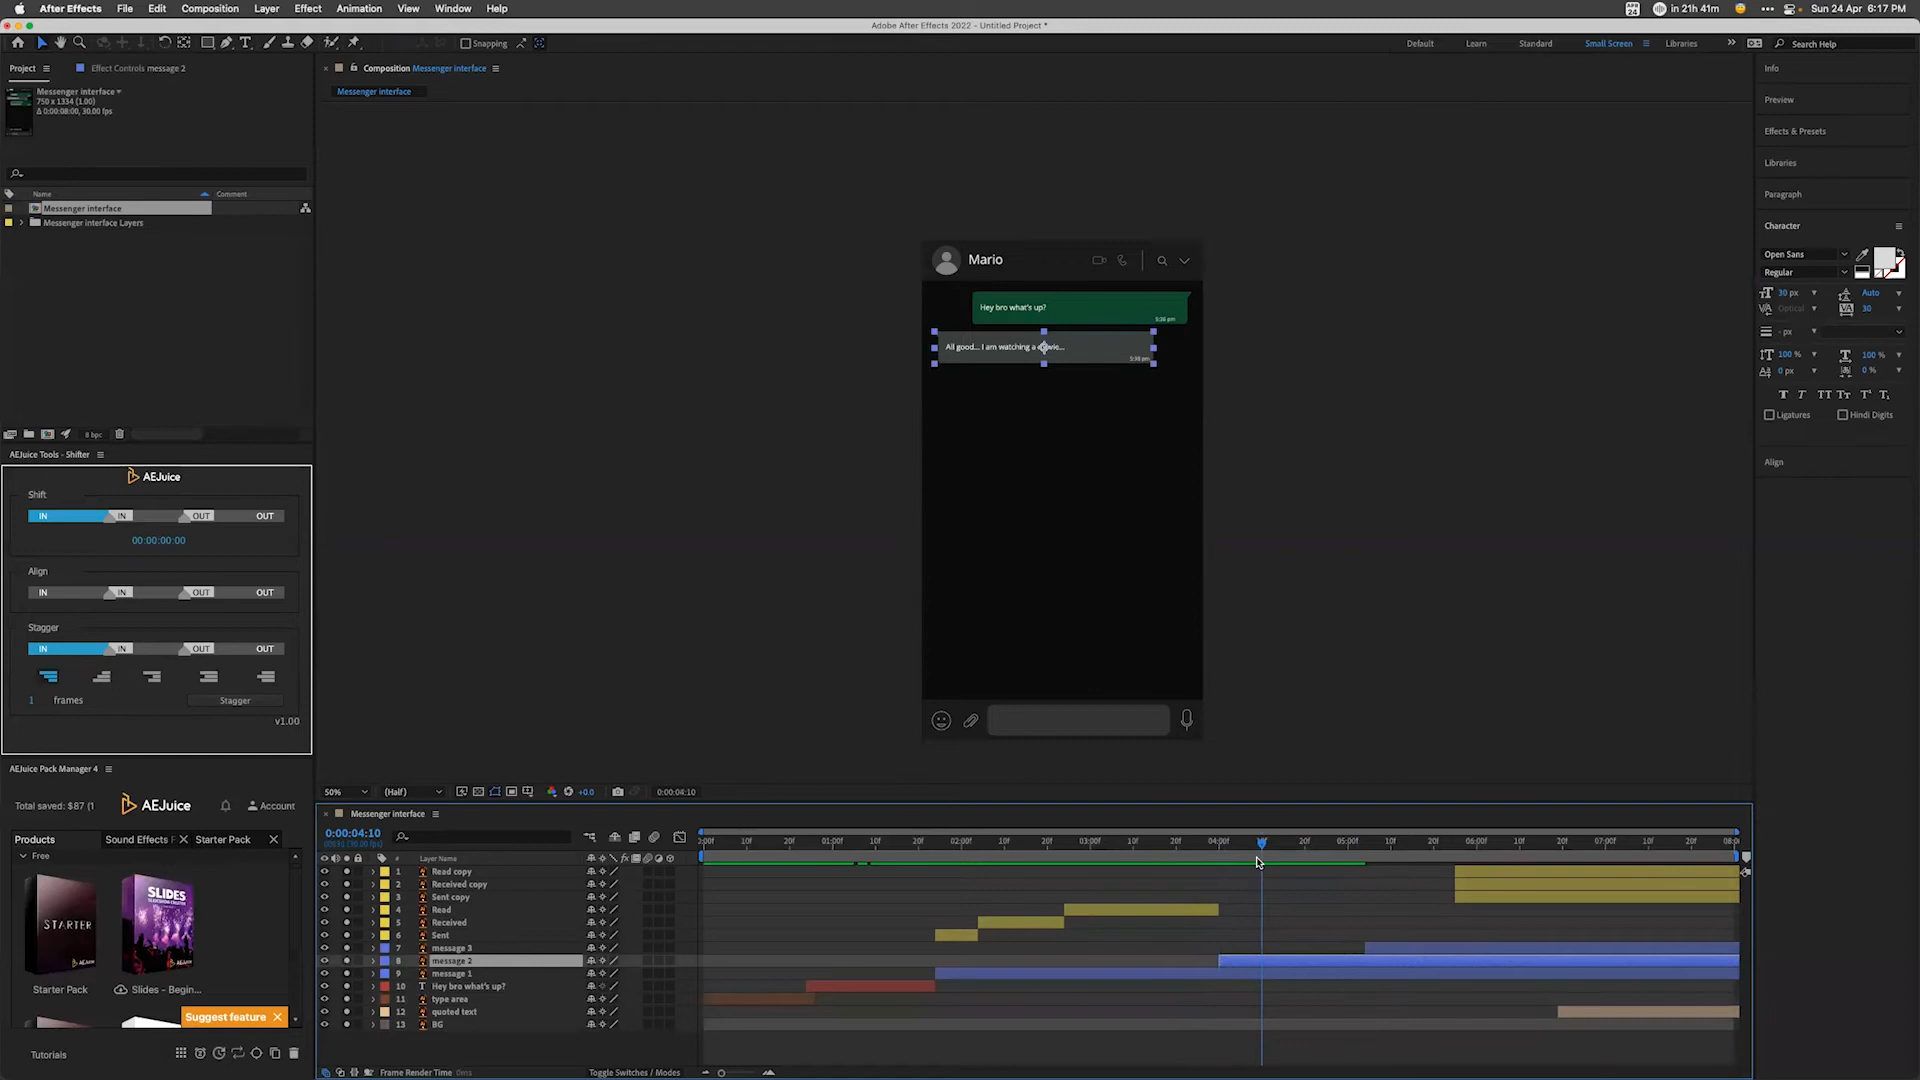 After Effects File Edit Composition Layer Effect Animation View Window Help
APR 24 in 21h 41m Sun 24 Apr 6:17 PM
Adobe After Effects 2022 - Untitled Project *
Snapping Default Learn Standard Small Screen Libraries Search Help
Project Effect Controls message 2
Composition Messenger interface
Messenger interface
Messenger interface
750 x 1334 (1.00)
Δ 0:00:08:00, 30.00 fps
Name Comment
Messenger interface
Messenger interface Layers
8 bpc
AEJuice Tools - Shifter
AEJuice
Shift
IN IN OUT OUT
00:00:00:00
Align
IN IN OUT OUT
Stagger
IN IN OUT OUT
1 frames Stagger
v1.00
AEJuice Pack Manager 4
Total saved: $87 (1 AEJuice Account
Products Sound Effects F Starter Pack
Free
STARTER
AEJuice
SLIDES
Starter Pack Slides - Begin...
Suggest feature
Tutorials
Mario
Hey bro what's up?
5:36 pm
All good... I am watching a movie...
5:38 pm
50% (Half) +0.0 0:00:04:10
Info
Preview
Effects & Presets
Libraries
Paragraph
Character
Open Sans
Regular
30 px Auto
Optical 30
- px
100 % 100 %
0 px 0 %
T T TT Tt T¹ T₁
Ligatures Hindi Digits
Align
Messenger interface
0:00:04:10
:00f 10f 20f 01:00f 10f 20f 02:00f 10f 20f 03:00f 10f 20f 04:00f 20f 05:00f 10f 20f 06:00f 10f 20f 07:00f 10f 20f 08:0
# Layer Name
1 Read copy
2 Received copy
3 Sent copy
4 Read
5 Received
6 Sent
7 message 3
8 message 2
9 message 1
10 T Hey bro what's up?
11 type area
12 quoted text
13 BG
Frame Render Time 0ms Toggle Switches / Modes